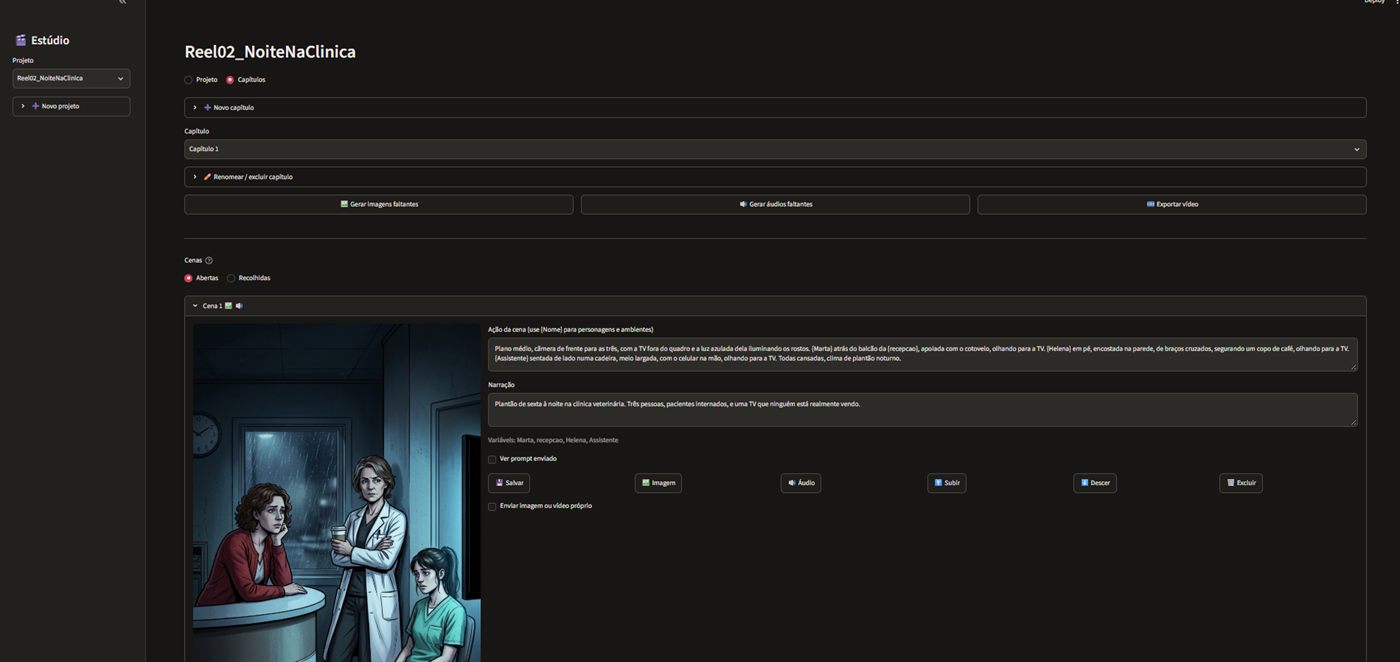 Deploy
Estúdio
Projeto
Reel02_NoiteNaClinica
Novo projeto
Reel02_NoiteNaClinica
Projeto Capítulos
Novo capítulo
Capítulo
Capítulo 1
Renomear / excluir capítulo
Gerar imagens faltantes Gerar áudios faltantes Exportar vídeo
Cenas
Abertas Recolhidas
Cena 1
Ação da cena (use {Nome} para personagens e ambientes)
Plano médio, câmera de frente para as três, com a TV fora do quadro e a luz azulada dela iluminando os rostos. {Marta} atrás do balcão da {recepcao}, apoiada com o cotovelo, olhando para a TV. {Helena} em pé, encostada na parede, de braços cruzados, segurando um copo de café, olhando para a TV.
{Assistente} sentada de lado numa cadeira, meio largada, com o celular na mão, olhando para a TV. Todas cansadas, clima de plantão noturno.
Narração
Plantão de sexta à noite na clínica veterinária. Três pessoas, pacientes internados, e uma TV que ninguém está realmente vendo.
Variáveis: Marta, recepcao, Helena, Assistente
Ver prompt enviado
Salvar Imagem Áudio Subir Descer Excluir
Enviar imagem ou vídeo próprio